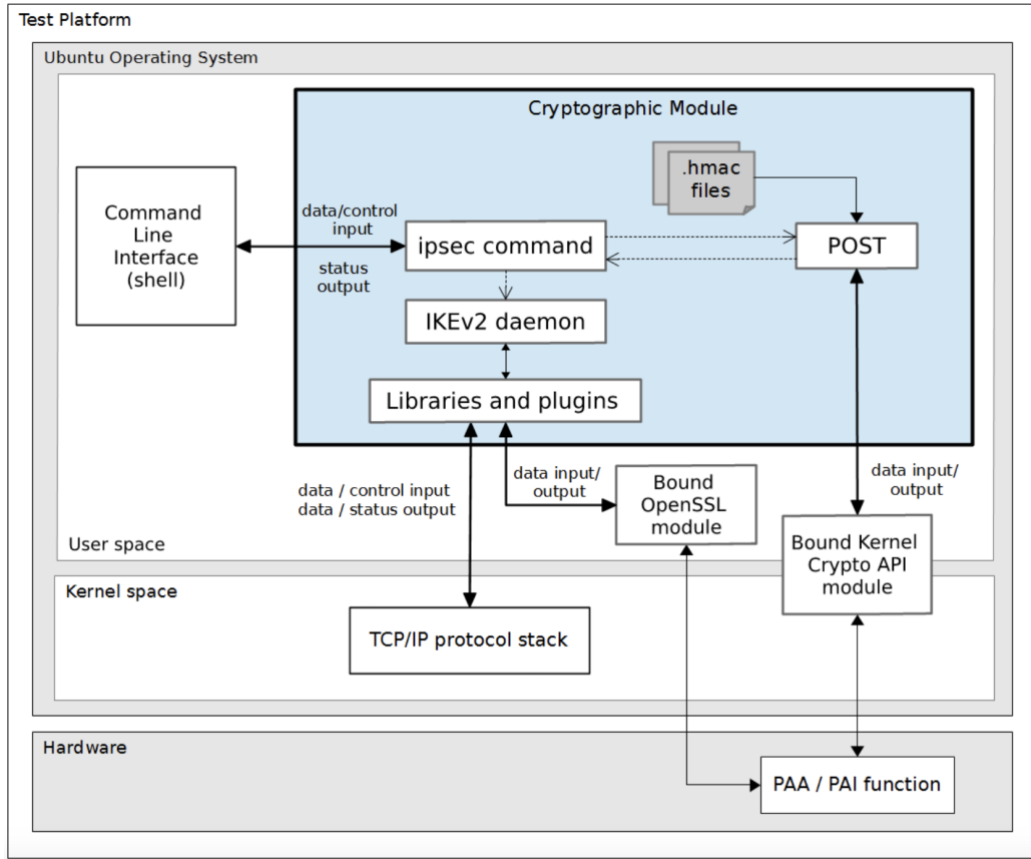 Test Platform
Ubuntu Operating System
Cryptographic Module
.hmac
files
Command
Line
Interface
(shell)
data/control
input
status
output
ipsec command
POST
IKEv2 daemon
Libraries and plugins
data / control input
data / status output
data input/
output
Bound
OpenSSL
module
data input/
output
User space
Bound Kernel
Crypto API
module
Kernel space
TCP/IP protocol stack
Hardware
PAA / PAI function